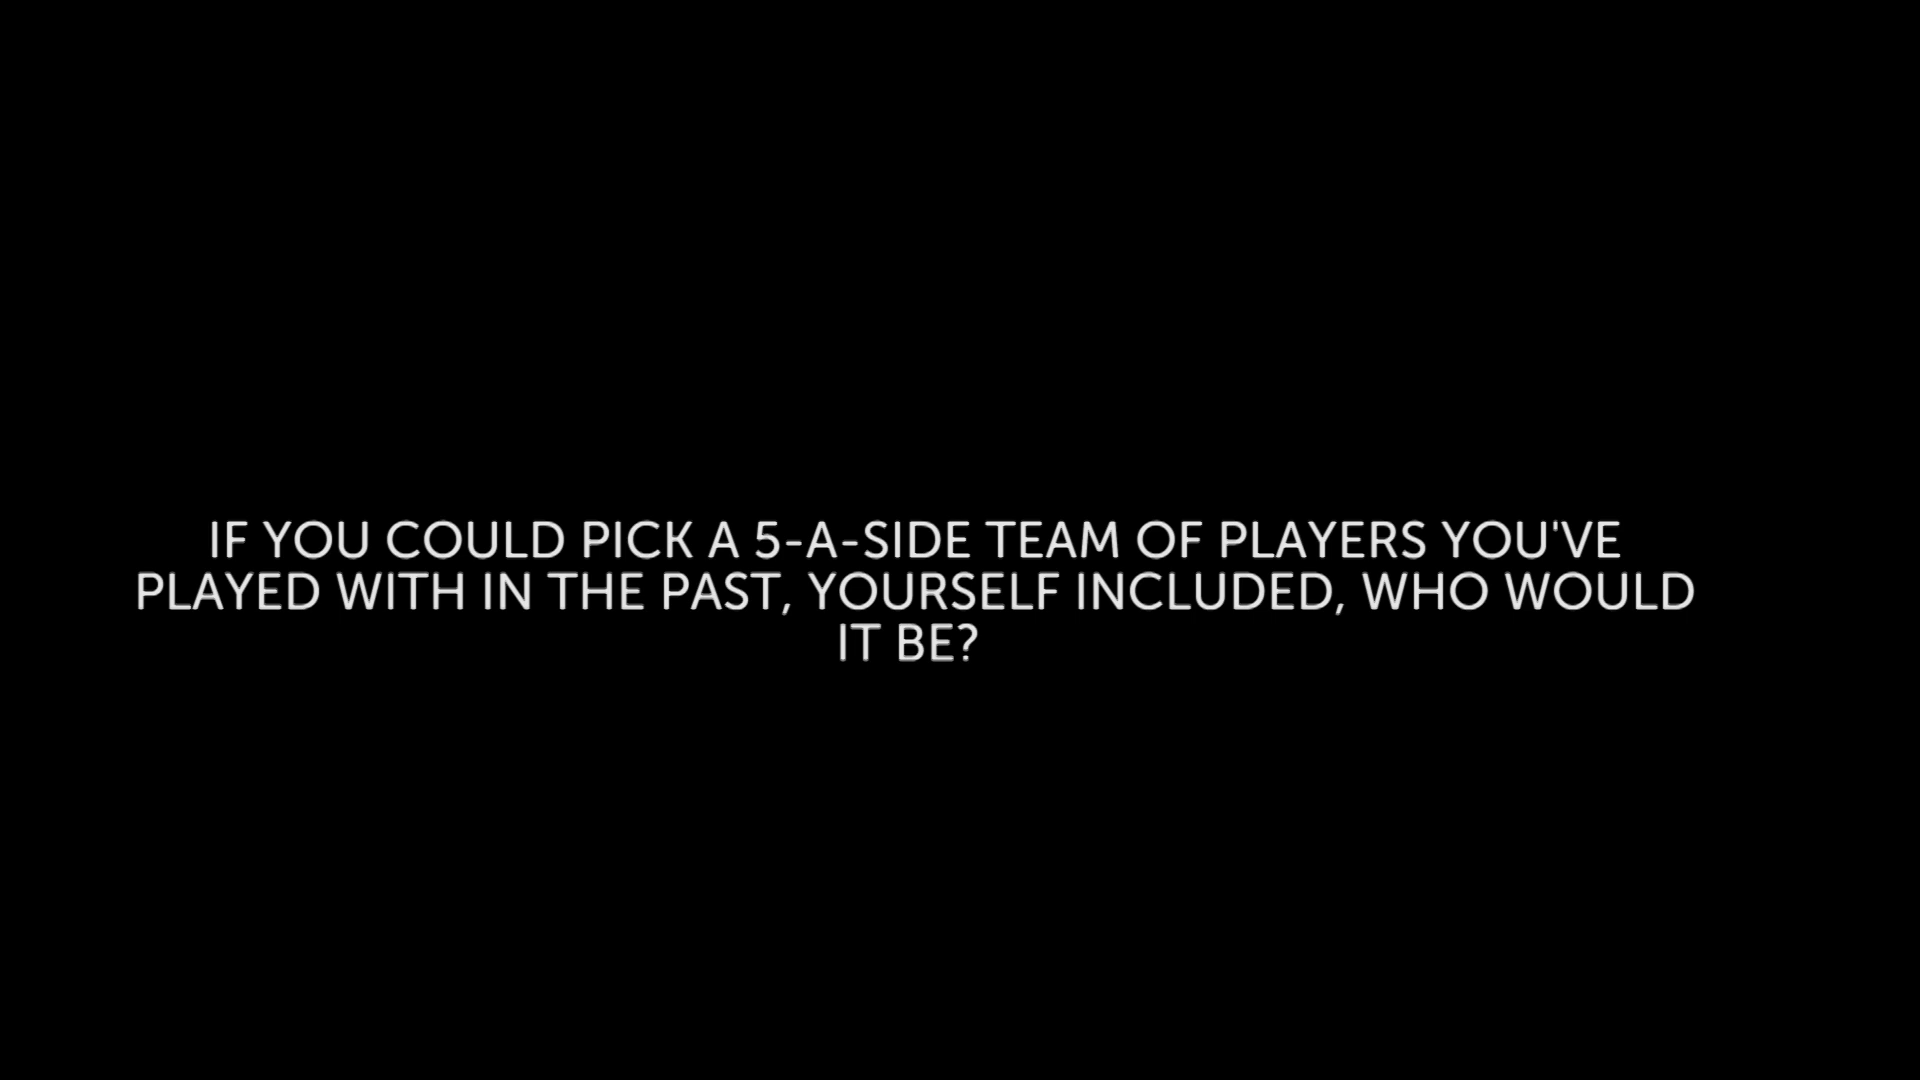 IF YOU COULD PICK A 5-A-SIDE TEAM OF PLAYERS YOU'VE
PLAYED WITH IN THE PAST, YOURSELF INCLUDED, WHO WOULD
IT BE?